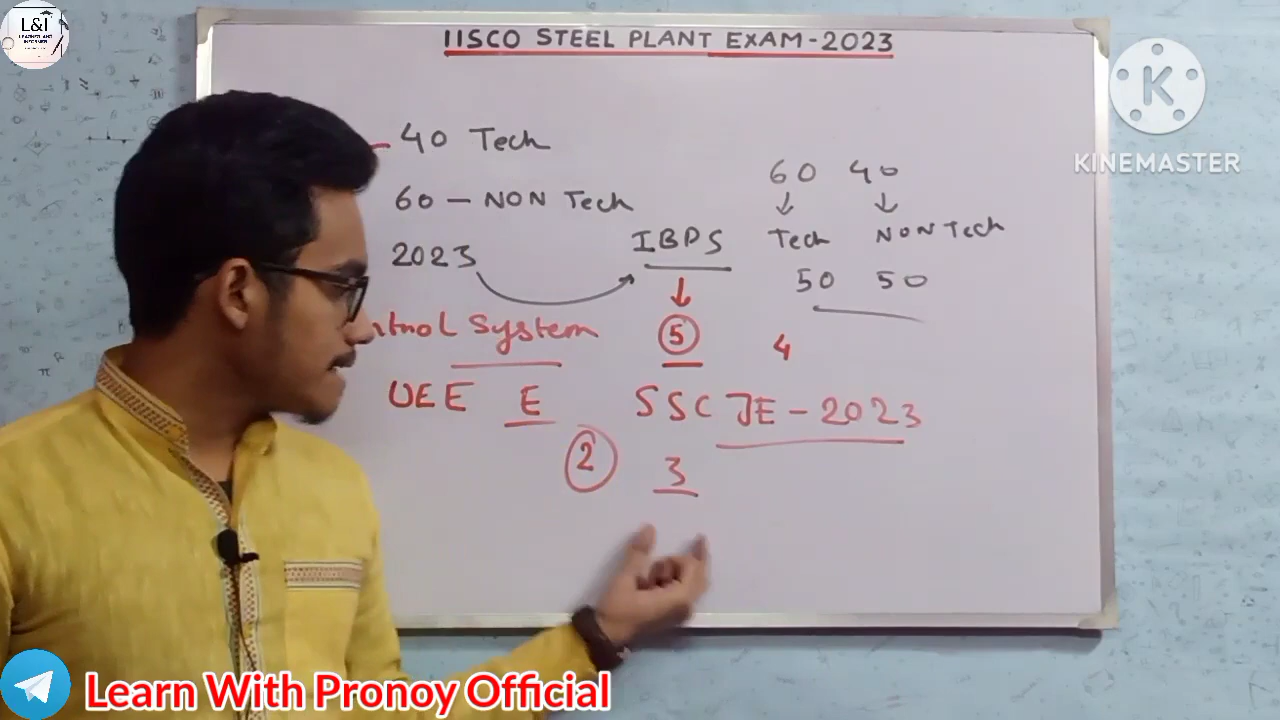 L&I
IISCO STEEL PLANT EXAM-2023
KINEMASTER
40 Tech
60 40
60 - NON Tech
Tech NON Tech
2023
IBPS
50 50
System
5
4
UEE E
SSC JE - 2023
2
3
Learn With Pronoy Official